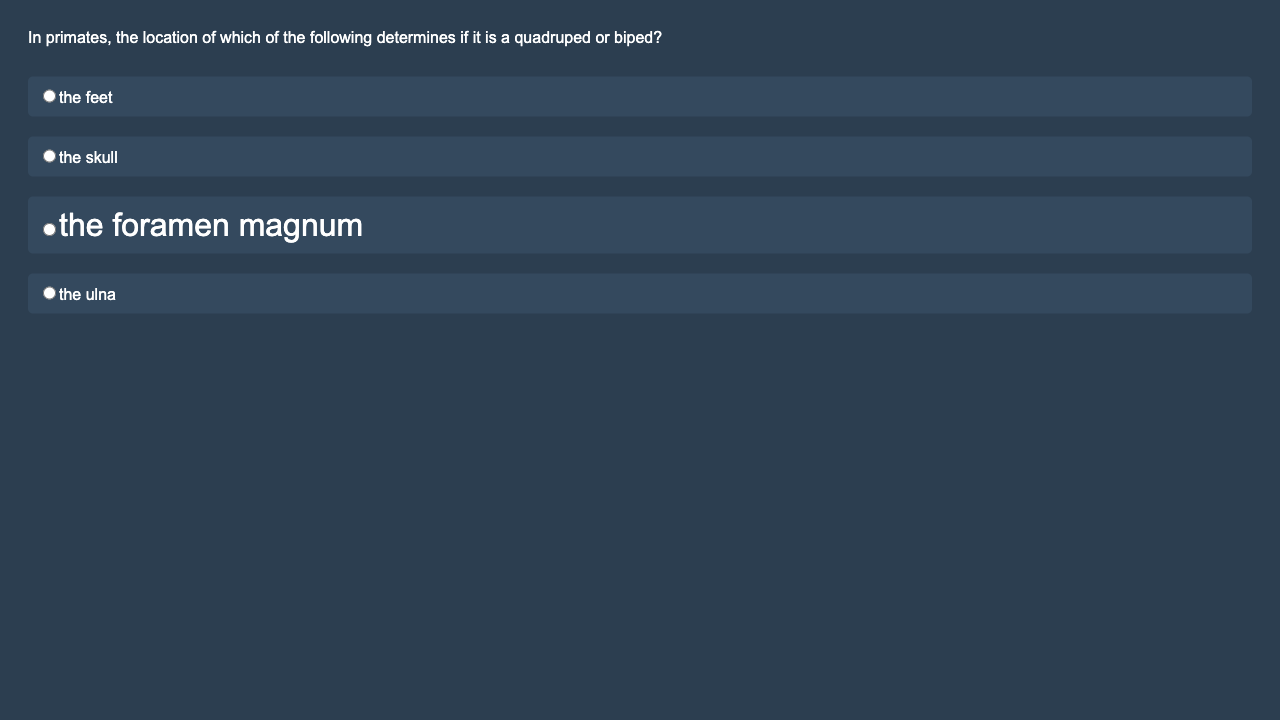 In primates, the location of which of the following determines if it is a quadruped or biped?
the feet
the skull
the foramen magnum
the ulna